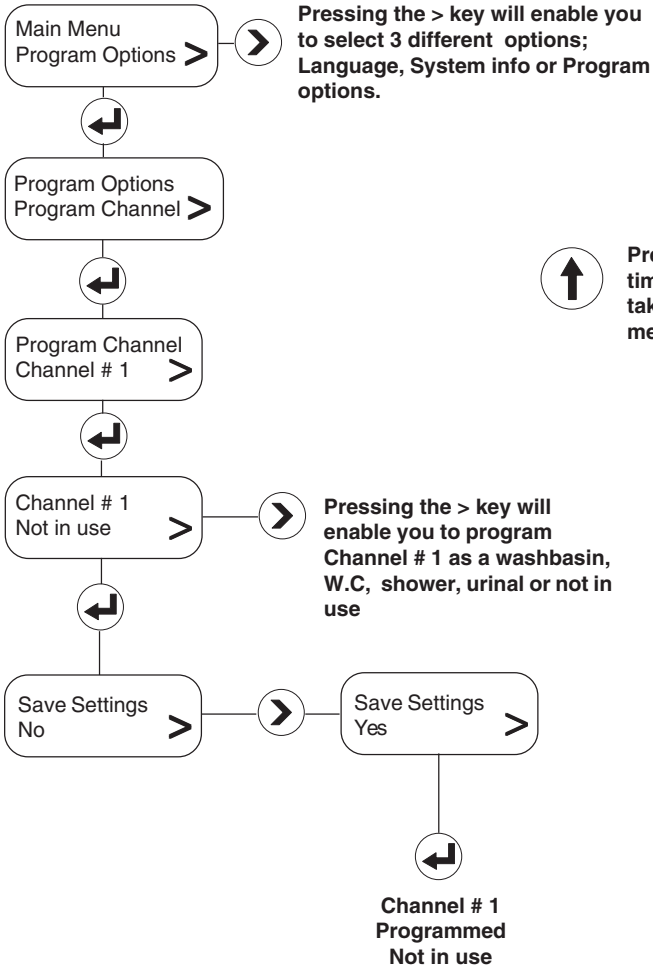 Main Menu
Program Options >
Pressing the > key will enable you
to select 3 different options;
Language, System info or Program
options.
Program Options
Program Channel >
Program Channel
Channel # 1 >
Channel # 1
Not in use >
Pressing the > key will
enable you to program
Channel # 1 as a washbasin,
W.C, shower, urinal or not in
use
Save Settings
No >
Save Settings
Yes >
Channel # 1
Programmed
Not in use